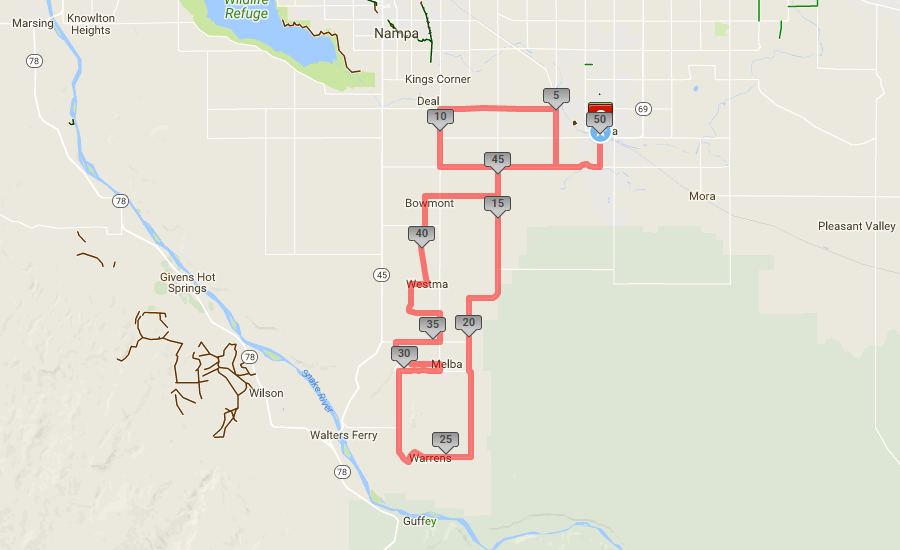 Wildlife
Refuge
Marsing
Knowlton
Heights
Nampa
78
Kings Corner
Deal
5
10
69
50
a
45
78
Bowmont
15
Mora
40
Pleasant Valley
45
Givens Hot
Springs
Westma
35
20
30
78
Melba
Snake River
Wilson
Walters Ferry
25
Warrens
78
Guffey